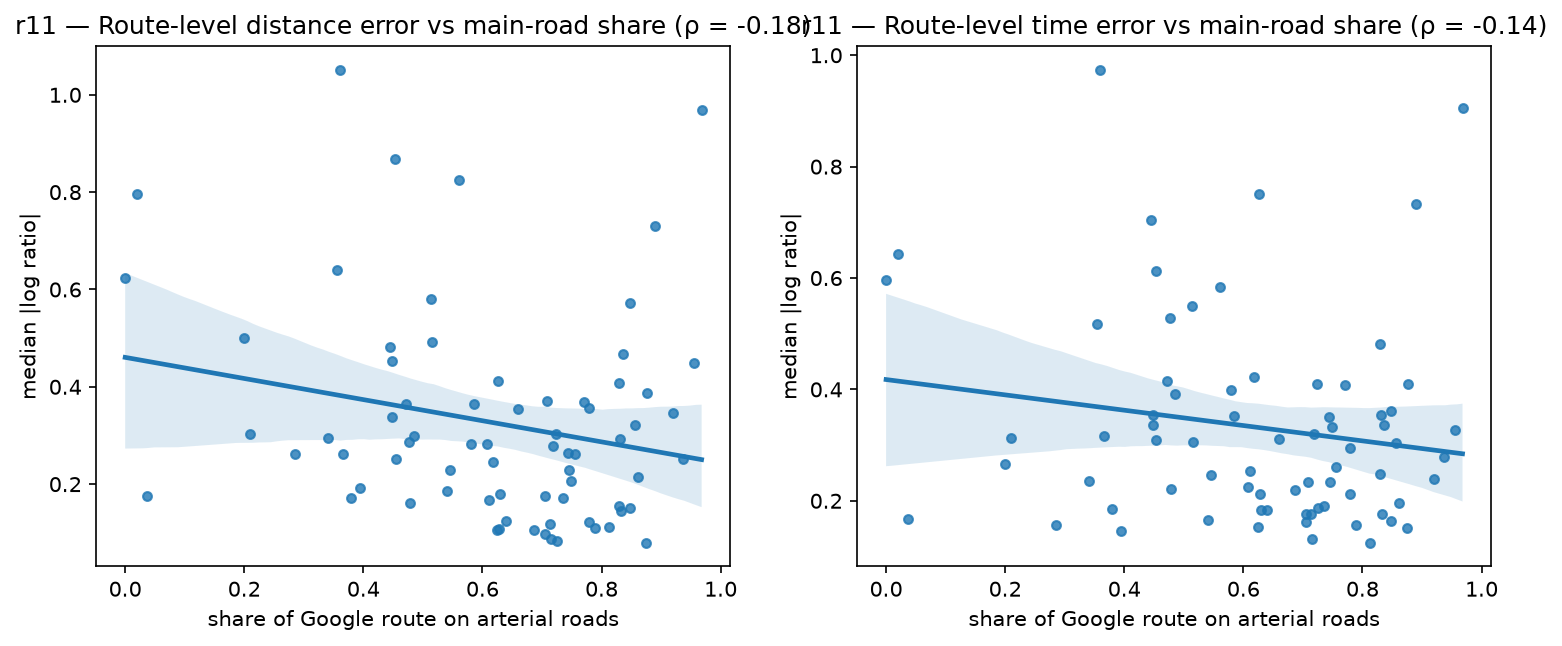 r11 — Route-level distance error vs main-road share (ρ = -0.18)
median |log ratio|
1.0
0.8
0.6
0.4
0.2
0.0 0.2 0.4 0.6 0.8 1.0
share of Google route on arterial roads
r11 — Route-level time error vs main-road share (ρ = -0.14)
median |log ratio|
1.0
0.8
0.6
0.4
0.2
0.0 0.2 0.4 0.6 0.8 1.0
share of Google route on arterial roads